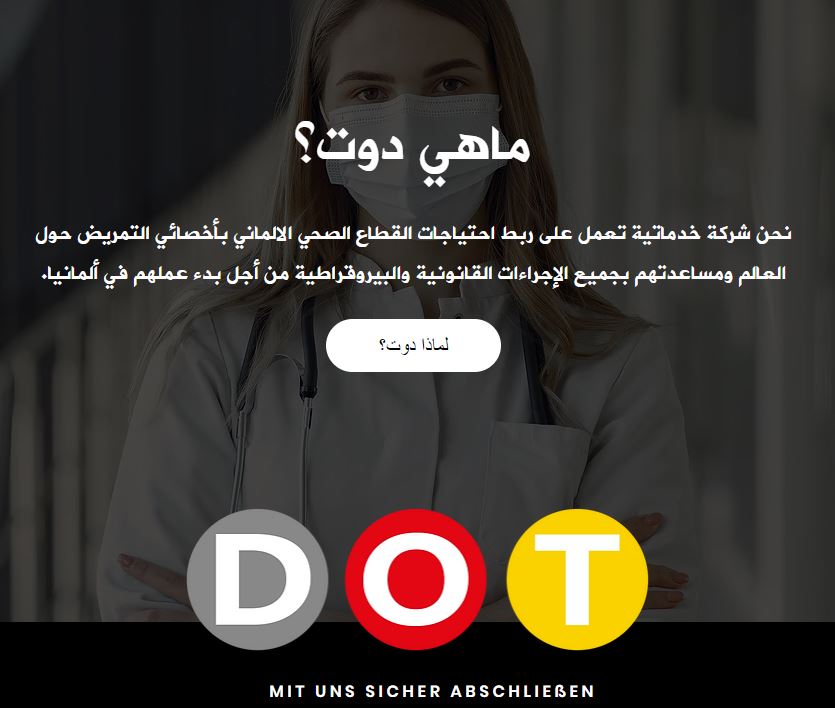 ماهي دوت؟
نحن شركة خدماتية تعمل على ربط احتياجات القطاع الصحي الالماني بأخصائي التمريض حول
العالم ومساعدتهم بجميع الإجراءات القانونية والبيروقراطية من أجل بدء عملهم في ألمانيا.
لماذا دوت؟
DOT
MIT UNS SICHER ABSCHLIEßEN